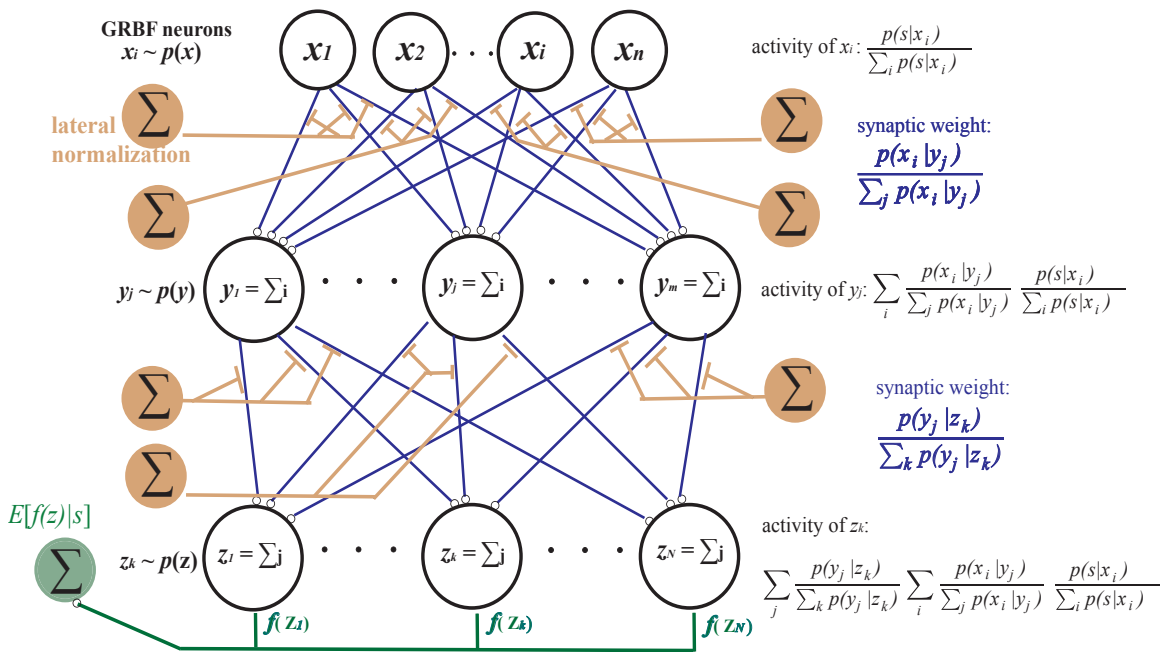 GRBF neurons
xᵢ ~ p(x)
x1 x2 . . . xi xn
activity of xᵢ: p(s|xᵢ) / ∑ᵢ p(s|xᵢ)
∑
∑
lateral
normalization
synaptic weight:
p(xᵢ|yⱼ) / ∑ⱼ p(xᵢ|yⱼ)
∑
∑
yⱼ ~ p(y)
y₁ = ∑ᵢ . . . yⱼ = ∑ᵢ . . . yₘ = ∑ᵢ
activity of yⱼ: ∑ᵢ p(xᵢ|yⱼ) / ∑ⱼ p(xᵢ|yⱼ) p(s|xᵢ) / ∑ᵢ p(s|xᵢ)
∑
∑
synaptic weight:
p(yⱼ|zₖ) / ∑ₖ p(yⱼ|zₖ)
∑
E[f(z)|s]
∑
zₖ ~ p(z)
z₁ = ∑ⱼ . . . zₖ = ∑ⱼ . . . z_N = ∑ⱼ
activity of zₖ:
∑ⱼ p(yⱼ|zₖ) / ∑ₖ p(yⱼ|zₖ) ∑ᵢ p(xᵢ|yⱼ) / ∑ⱼ p(xᵢ|yⱼ) p(s|xᵢ) / ∑ᵢ p(s|xᵢ)
f(z₁) f(zₖ) f(z_N)